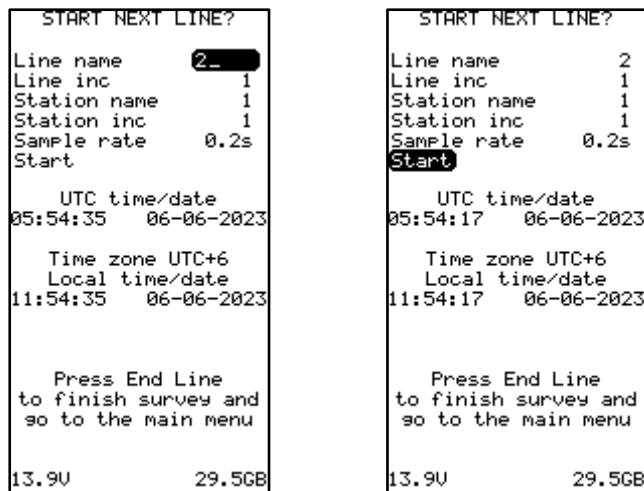 START NEXT LINE?
Line name 2_
Line inc 1
Station name 1
Station inc 1
Sample rate 0.2s
Start
UTC time/date
05:54:35 06-06-2023
Time zone UTC+6
Local time/date
11:54:35 06-06-2023
Press End Line
to finish survey and
go to the main menu
13.9V 29.5GB
START NEXT LINE?
Line name 2
Line inc 1
Station name 1
Station inc 1
Sample rate 0.2s
Start
UTC time/date
05:54:17 06-06-2023
Time zone UTC+6
Local time/date
11:54:17 06-06-2023
Press End Line
to finish survey and
go to the main menu
13.9V 29.5GB